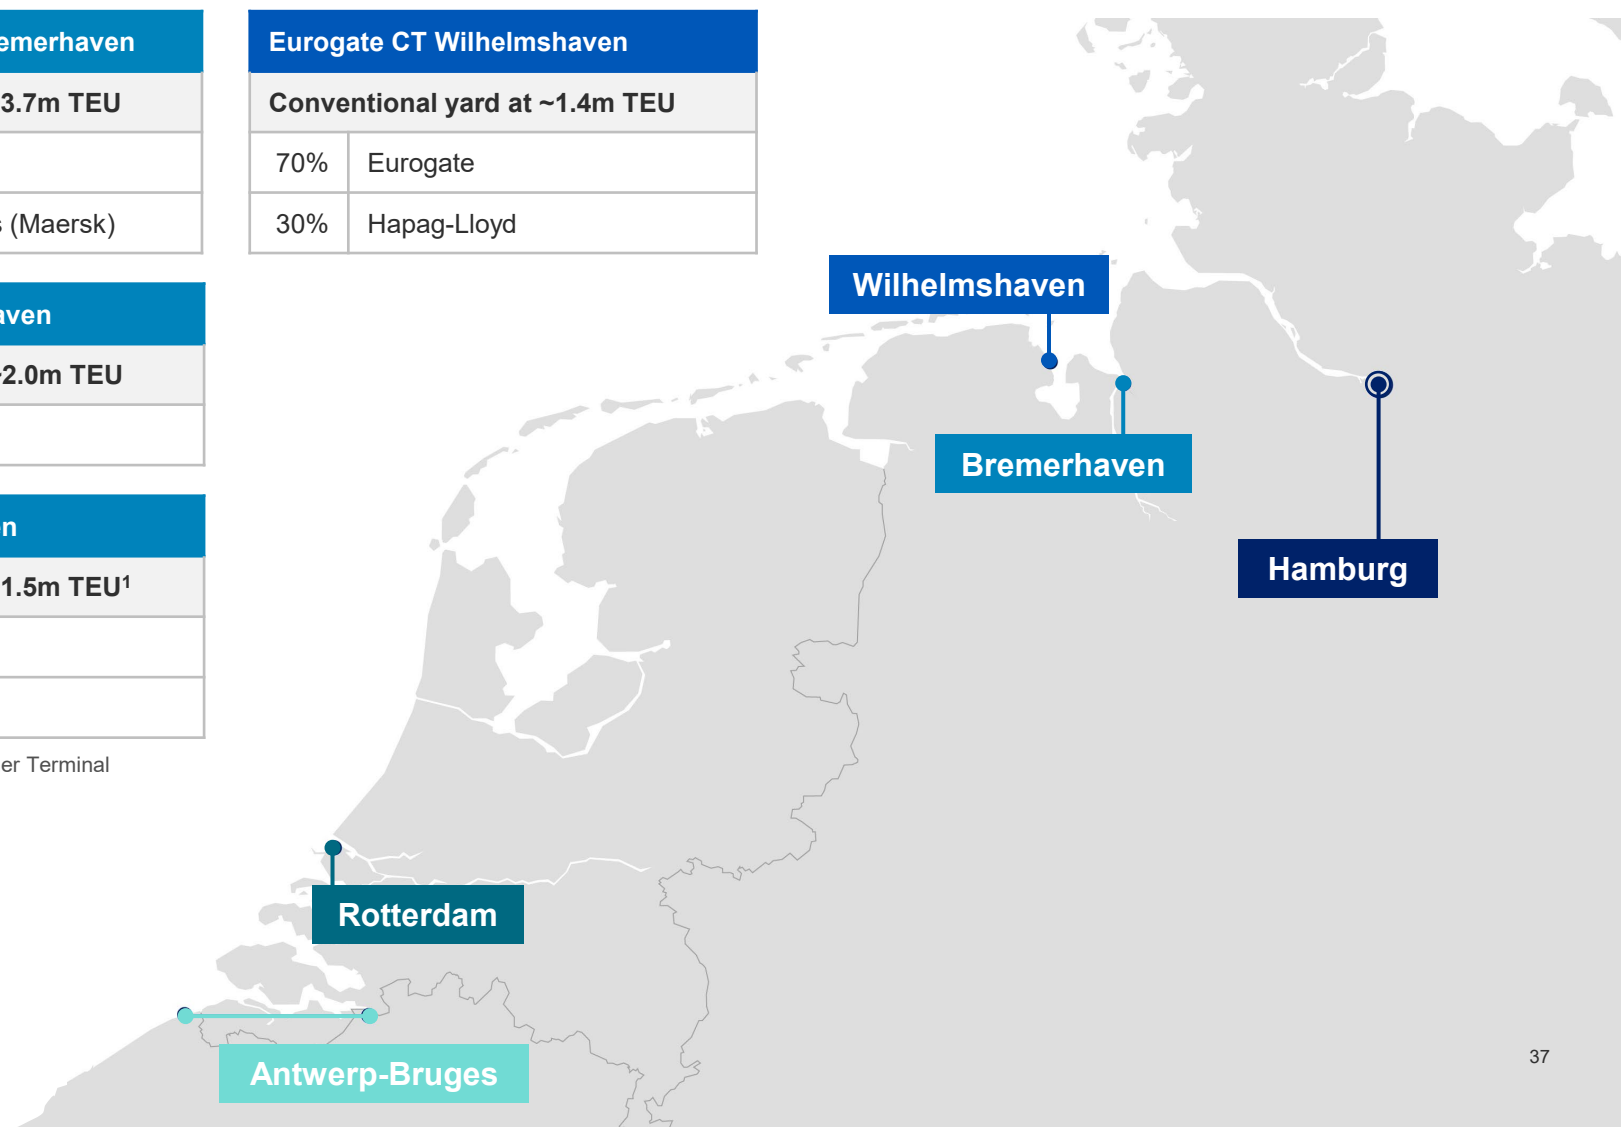 emerhaven
3.7m TEU
s (Maersk)
Eurogate CT Wilhelmshaven
Conventional yard at ~1.4m TEU
70% Eurogate
30% Hapag-Lloyd
aven
2.0m TEU
n
1.5m TEU¹
er Terminal
Wilhelmshaven
Bremerhaven
Hamburg
Rotterdam
Antwerp-Bruges
37